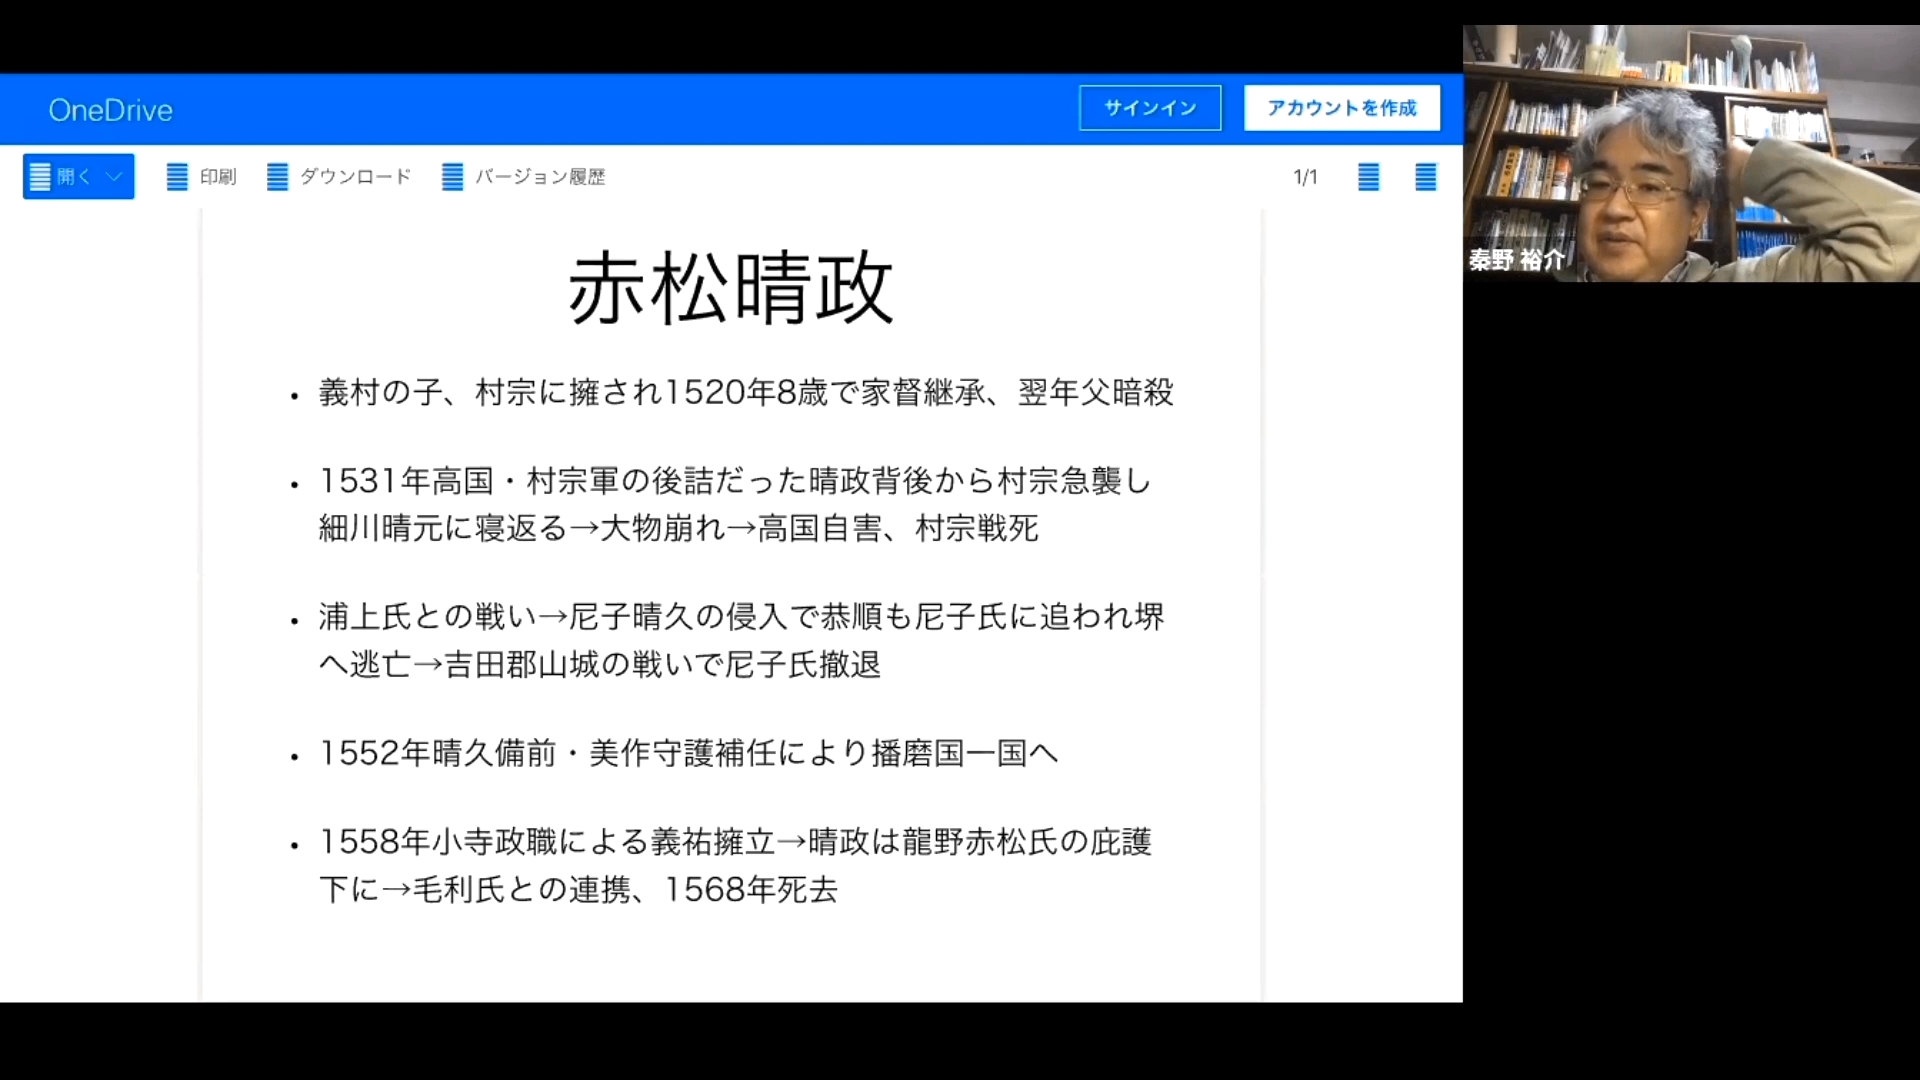 OneDrive
サインイン
アカウントを作成
開く
印刷
ダウンロード
バージョン履歴
1/1
赤松晴政
• 義村の子、村宗に擁され1520年8歳で家督継承、翌年父暗殺
• 1531年高国・村宗軍の後詰だった晴政背後から村宗急襲し
細川晴元に寝返る→大物崩れ→高国自害、村宗戦死
• 浦上氏との戦い→尼子晴久の侵入で恭順も尼子氏に追われ堺
へ逃亡→吉田郡山城の戦いで尼子氏撤退
• 1552年晴久備前・美作守護補任により播磨国一国へ
• 1558年小寺政職による義祐擁立→晴政は龍野赤松氏の庇護
下に→毛利氏との連携、1568年死去
秦野 裕介